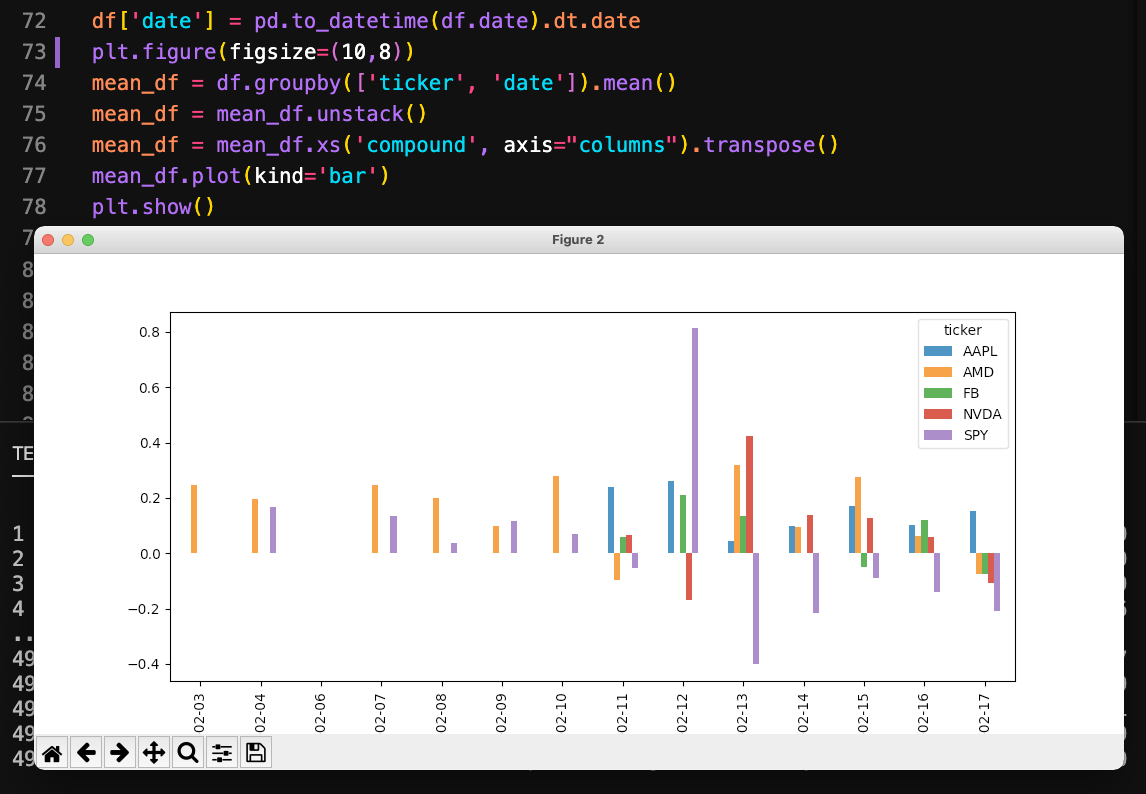 72 df['date'] = pd.to_datetime(df.date).dt.date
73 plt.figure(figsize=(10,8))
74 mean_df = df.groupby(['ticker', 'date']).mean()
75 mean_df = mean_df.unstack()
76 mean_df = mean_df.xs('compound', axis="columns").transpose()
77 mean_df.plot(kind='bar')
78 plt.show()
7
Figure 2
8
8
8
8
8
TE
1
2
3
4
..
49
49
49
49
49
0.8
0.6
0.4
0.2
0.0
−0.2
−0.4
ticker
AAPL
AMD
FB
NVDA
SPY
02-03
02-04
02-06
02-07
02-08
02-09
02-10
02-11
02-12
02-13
02-14
02-15
02-16
02-17